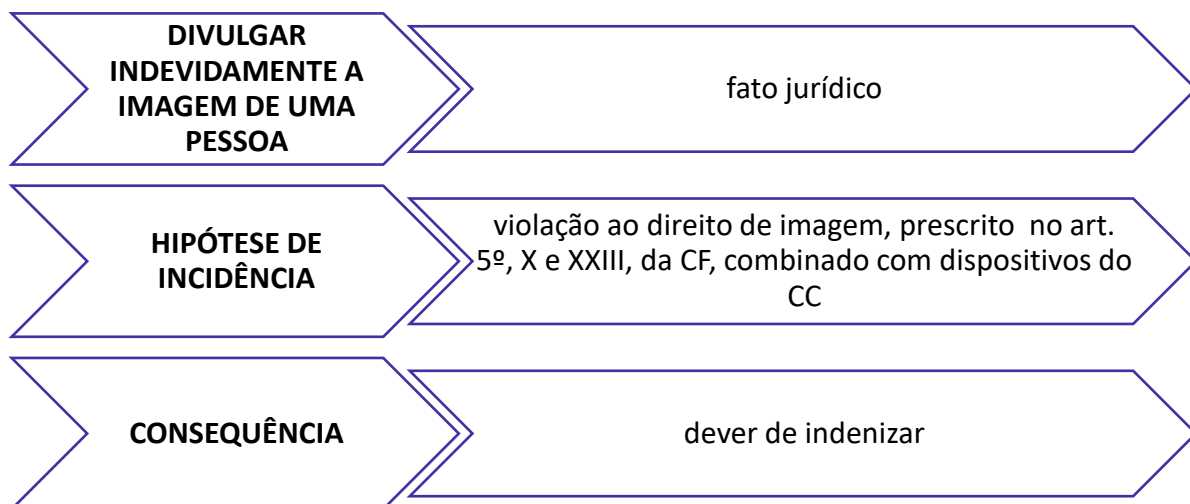 DIVULGAR
INDEVIDAMENTE A
IMAGEM DE UMA
PESSOA
fato jurídico
HIPÓTESE DE
INCIDÊNCIA
violação ao direito de imagem, prescrito no art.
5º, X e XXIII, da CF, combinado com dispositivos do
CC
CONSEQUÊNCIA
dever de indenizar